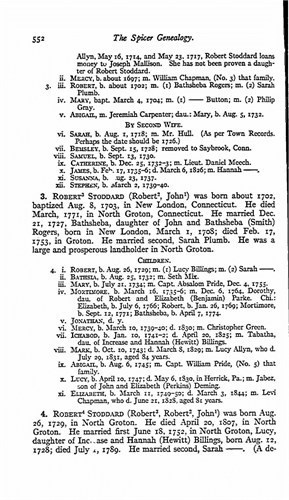 552 The Spicer Genealogy.
Allyn, May 16, 1714, and May 23, 1717, Robert Stoddard loans
money to Joseph Mallison. She has not been proven a daugh-
ter of Robert Stoddard.
ii. MERCY, b. about 1697; m. William Chapman, (No. 3) that family.
3. iii. ROBERT, b. about 1702; m. (1) Bathsheba Rogers; m. (2) Sarah
Plumb.
iv. MARY, bapt. March 4, 1704; m. (1) —— Button; m. (2) Philip
Gray.
v. ABIGAIL, m. Jeremiah Carpenter; dau.: Mary, b. Aug. 5, 1732.
BY SECOND WIFE.
vi. SARAH, b. Aug. 1, 1718; m. Mr. Hull. (As per Town Records.
Perhaps the date should be 1726.)
vii. BEMSLEY, b. Sept. 15, 1728; removed to Saybrook, Conn.
viii. SAMUEL, b. Sept. 13, 1730.
ix. CATHERINE, b. Dec. 25, 1732-3; m. Lieut. Daniel Meech.
x. JAMES, b. Feb. 17, 1735-6; d. March 6, 1826; m. Hannah ——.
xi. SUSANNA, b. ug. 23, 1737.
xii. STEPHEN, b. March 2, 1739-40.
3. ROBERT³ STODDARD (Robert², John¹) was born about 1702,
baptized Aug. 8, 1703, in New London, Connecticut. He died
March, 1771, in North Groton, Connecticut. He married Dec.
21, 1727, Bathsheba, daughter of John and Bathsheba (Smith)
Rogers, born in New London, March 1, 1708; died Feb. 17,
1753, in Groton. He married second, Sarah Plumb. He was a
large and prosperous landholder in North Groton.
CHILDREN.
4. i. ROBERT, b. Aug. 26, 1729; m. (1) Lucy Billings; m. (2) Sarah ——.
ii. BATHSUA, b. Aug. 25, 1732; m. Seth Mix.
iii. MARY, b. July 21, 1734; m. Capt. Absalom Pride, Dec. 4, 1755.
iv. MORTIMORE, b. March 16, 1735-6; m. Dec. 6, 1764, Dorothy,
dau. of Robert and Elizabeth (Benjamin) Parke. Chi.:
Elizabeth, b. July 6, 1766; Robert, b. Jan. 26, 1769; Mortimore,
b. Sept. 12, 1771; Bathsheba, b. April 7, 1774.
v. JONATHAN, d. y.
vi. MERCY, b. March 10, 1739-40; d. 1830; m. Christopher Green.
vii. ICHABOD, b. Jan. 10, 1741-2; d. April 20, 1825; m. Tabatha,
dau. of Increase and Hannah (Hewitt) Billings.
viii. MARK, b. Oct. 10, 1743; d. March 8, 1829; m. Lucy Allyn, who d.
July 29, 1831, aged 84 years.
ix. ABIGAIL, b. Aug. 6, 1745; m. Capt. William Pride, (No. 5) that
family.
x. LUCY, b. April 10, 1747; d. May 6, 1830, in Herrick, Pa.; m. Jabez,
son of John and Elizabeth (Perkins) Deming.
xi. ELIZABETH, b. March 11, 1749-50; d. March 3, 1844; m. Levi
Chapman, who d. June 21, 1828, aged 81 years.
4. ROBERT⁴ STODDARD (Robert³, Robert², John¹) was born Aug.
26, 1729, in North Groton. He died April 20, 1807, in North
Groton. He married first June 18, 1752, in North Groton, Lucy,
daughter of Inc ase and Hannah (Hewitt) Billings, born Aug. 12,
1728; died July , 1789. He married second, Sarah ——. (A de-